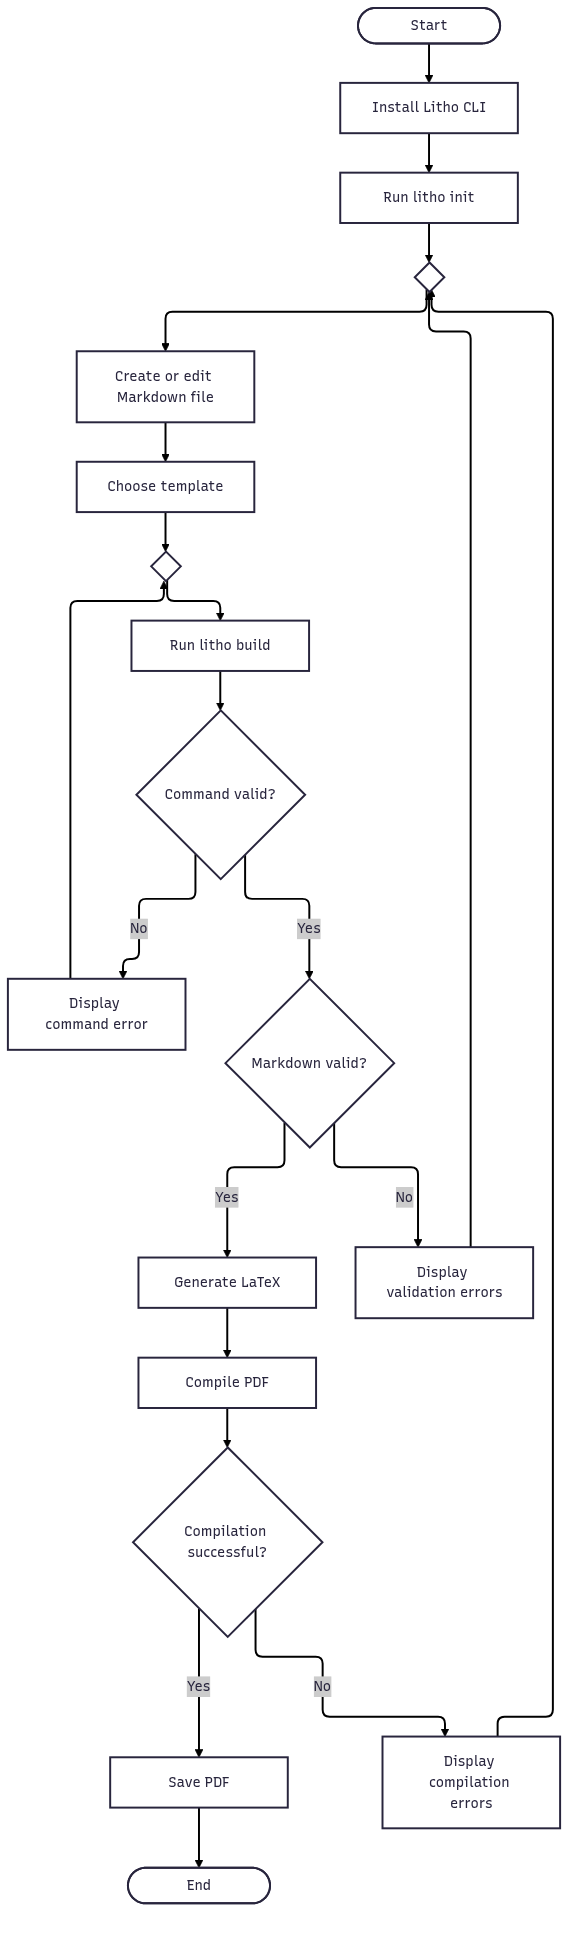 Start
Install Litho CLI
Run litho init
Create or edit
Markdown file
Choose template
Run litho build
Command valid?
No
Yes
Display
command error
Markdown valid?
Yes
No
Generate LaTeX
Display
validation errors
Compile PDF
Compilation
successful?
Yes
No
Save PDF
Display
compilation
errors
End